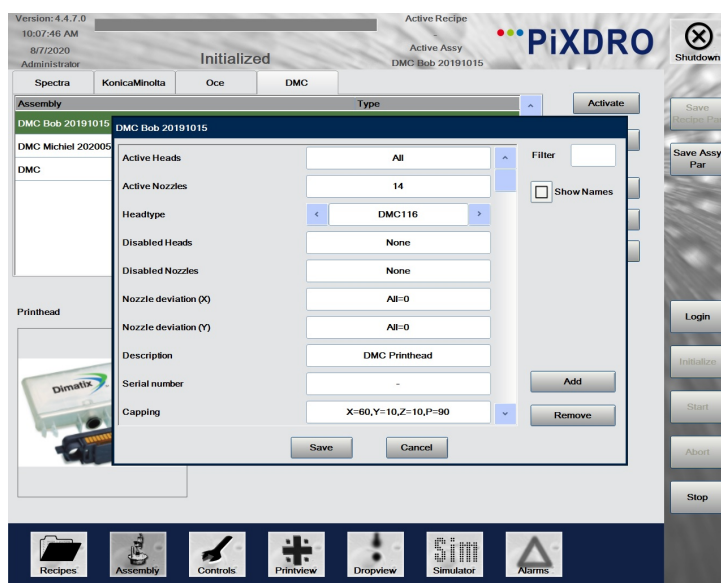 Version: 4.4.7.0
10:07:46 AM
8/7/2020
Administrator
Initialized
Active Recipe
-
Active Assy
DMC Bob 20191015
PiXDRO
Shutdown
Spectra KonicaMinolta Oce DMC
Assembly Type
Activate
DMC Bob 20191015
DMC Michiel 202005
DMC
Save
Recipe Par
Save Assy
Par
DMC Bob 20191015
Active Heads All
Filter
Active Nozzles 14
Show Names
Headtype < DMC116 >
Disabled Heads None
Disabled Nozzles None
Nozzle deviation (X) All=0
Nozzle deviation (Y) All=0
Description DMC Printhead
Serial number -
Add
Capping X=60,Y=10,Z=10,P=90
Remove
Save Cancel
Printhead
Dimatix
Login
Initialize
Start
Abort
Stop
Recipes Assembly Controls Printview Dropview Sim Simulator Alarms